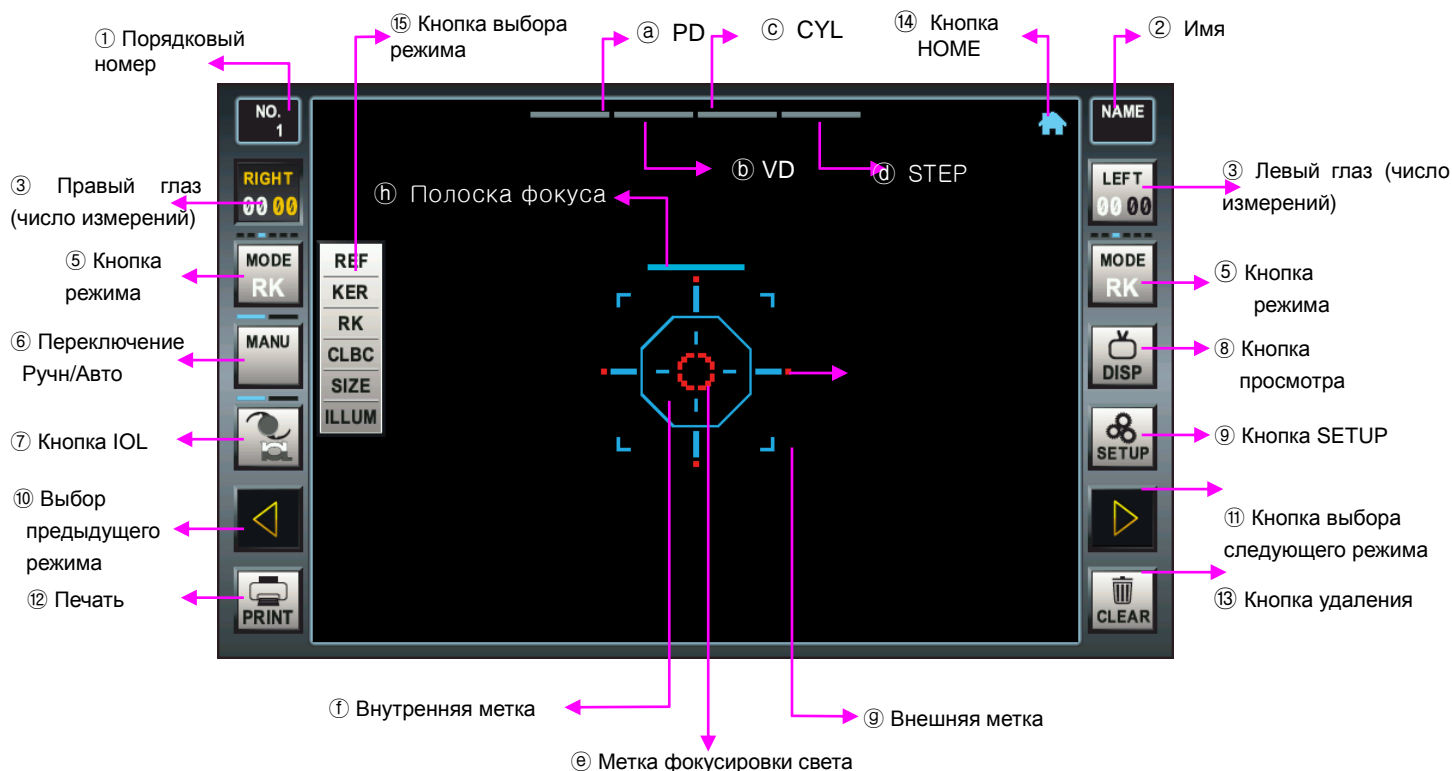 ① Порядковый
номер
⑮ Кнопка выбора
режима
ⓐ PD
ⓒ CYL
⑭ Кнопка
HOME
② Имя
NO.
1
NAME
ⓑ VD
ⓓ STEP
③ Правый глаз
(число измерений)
RIGHT
00 00
ⓗ Полоска фокуса
LEFT
00 00
③ Левый глаз (число
измерений)
⑤ Кнопка
режима
MODE
RK
REF
KER
RK
CLBC
SIZE
ILLUM
MODE
RK
⑤ Кнопка
режима
⑥ Переключение
Ручн/Авто
MANU
DISP
⑧ Кнопка
просмотра
⑦ Кнопка IOL
IOL
SETUP
⑨ Кнопка SETUP
⑩ Выбор
предыдущего
режима
⑪ Кнопка выбора
следующего режима
⑫ Печать
PRINT
CLEAR
⑬ Кнопка удаления
ⓕ Внутренняя метка
ⓖ Внешняя метка
ⓔ Метка фокусировки света